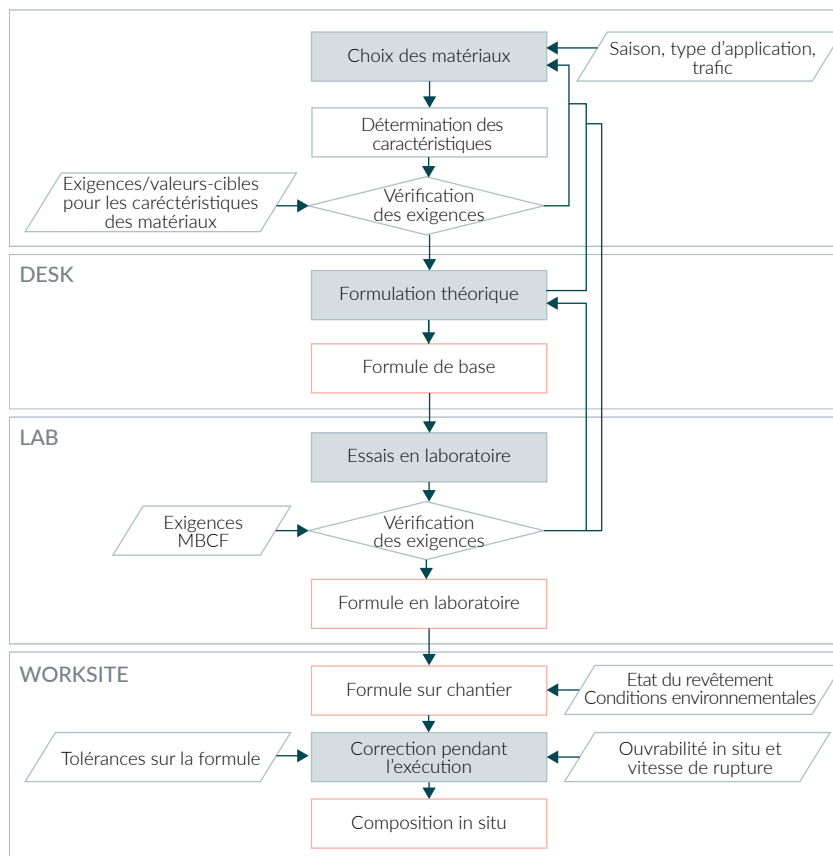 Choix des matériaux
Saison, type d’application,
trafic
Détermination des
caractéristiques
Exigences/valeurs-cibles
pour les caréctéristiques
des matériaux
Vérification
des exigences
DESK
Formulation théorique
Formule de base
LAB
Essais en laboratoire
Exigences
MBCF
Vérification
des exigences
Formule en laboratoire
WORKSITE
Formule sur chantier
Etat du revêtement
Conditions environnementales
Tolérances sur la formule
Correction pendant
l’exécution
Ouvrabilité in situ et
vitesse de rupture
Composition in situ